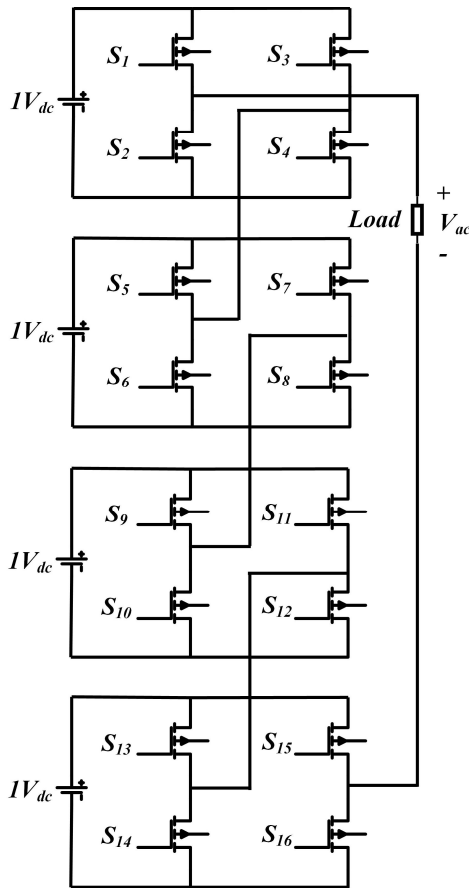 S1
S3
1Vdc
S2
S4
+
Load
Vac
-
S5
S7
1Vdc
S6
S8
S9
S11
1Vdc
S10
S12
S13
S15
1Vdc
S14
S16